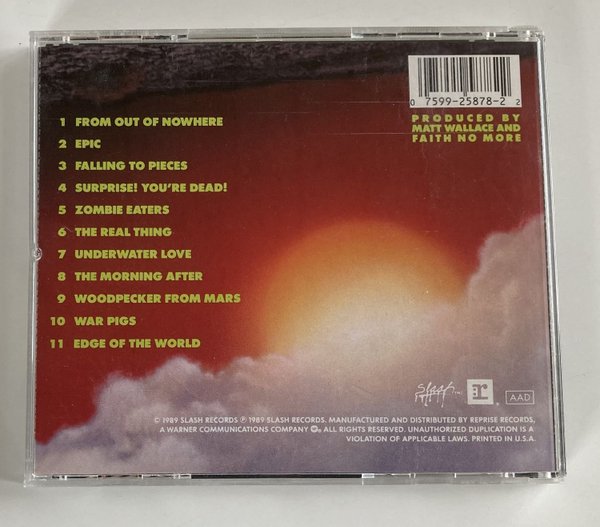 0 7599-25878-2 2
PRODUCED BY
MATT WALLACE AND
FAITH NO MORE
1 FROM OUT OF NOWHERE
2 EPIC
3 FALLING TO PIECES
4 SURPRISE! YOU'RE DEAD!
5 ZOMBIE EATERS
6 THE REAL THING
7 UNDERWATER LOVE
8 THE MORNING AFTER
9 WOODPECKER FROM MARS
10 WAR PIGS
11 EDGE OF THE WORLD
Slash
r
AAD
© 1989 SLASH RECORDS ℗ 1989 SLASH RECORDS. MANUFACTURED AND DISTRIBUTED BY REPRISE RECORDS,
A WARNER COMMUNICATIONS COMPANY ALL RIGHTS RESERVED. UNAUTHORIZED DUPLICATION IS A
VIOLATION OF APPLICABLE LAWS. PRINTED IN U.S.A.